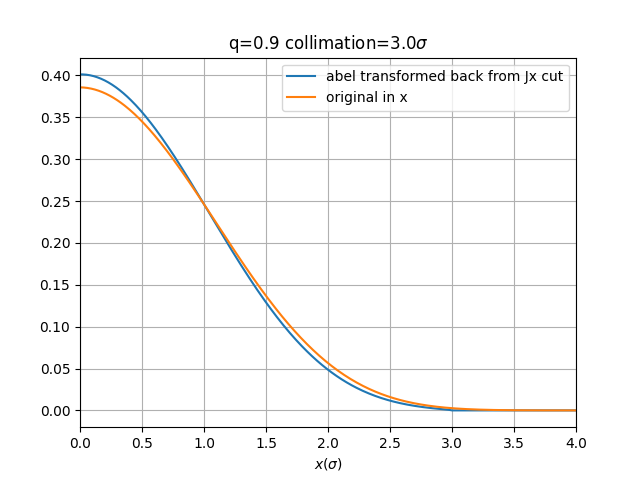 q=0.9 collimation=3.0σ
abel transformed back from Jx cut
original in x
0.40
0.35
0.30
0.25
0.20
0.15
0.10
0.05
0.00
0.0 0.5 1.0 1.5 2.0 2.5 3.0 3.5 4.0
x(σ)